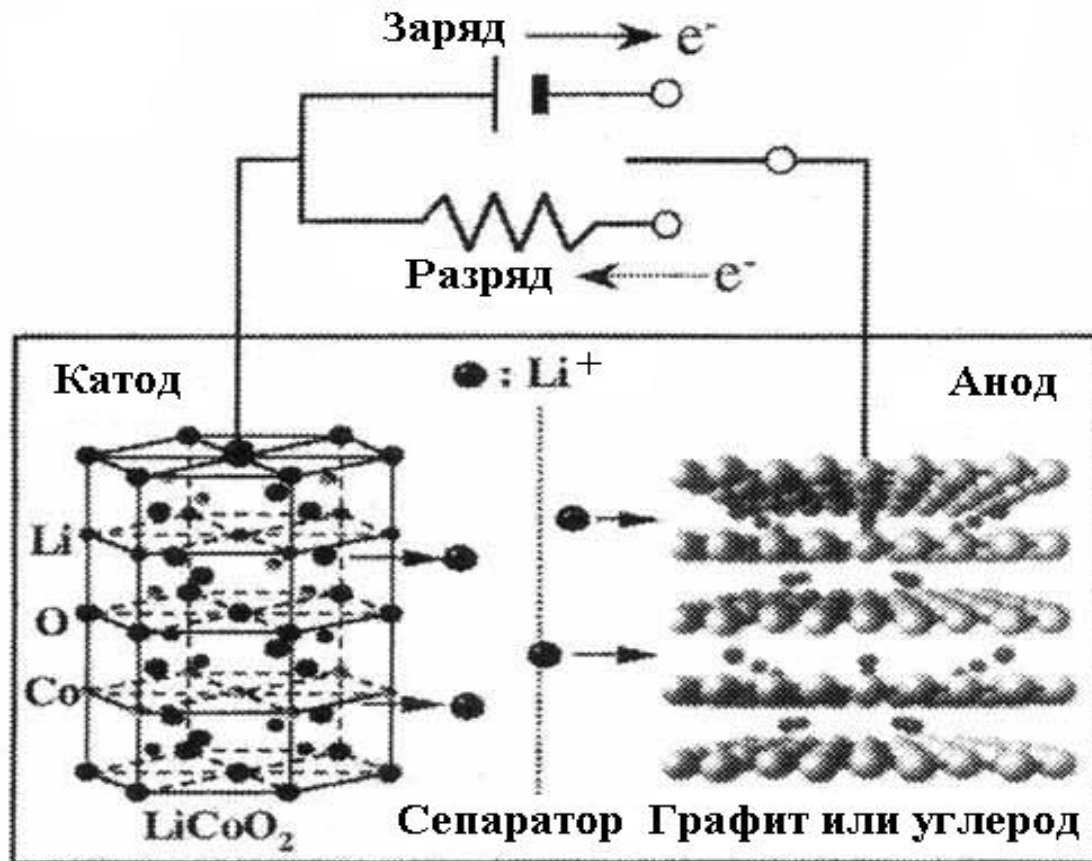 Заряд e⁻
Разряд e⁻
Катод
: Li⁺
Анод
Li
O
Co
LiCoO₂
Сепаратор
Графит или углерод